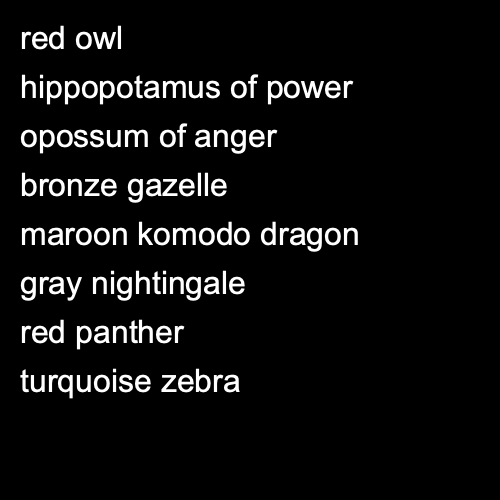 red owl
hippopotamus of power
opossum of anger
bronze gazelle
maroon komodo dragon
gray nightingale
red panther
turquoise zebra